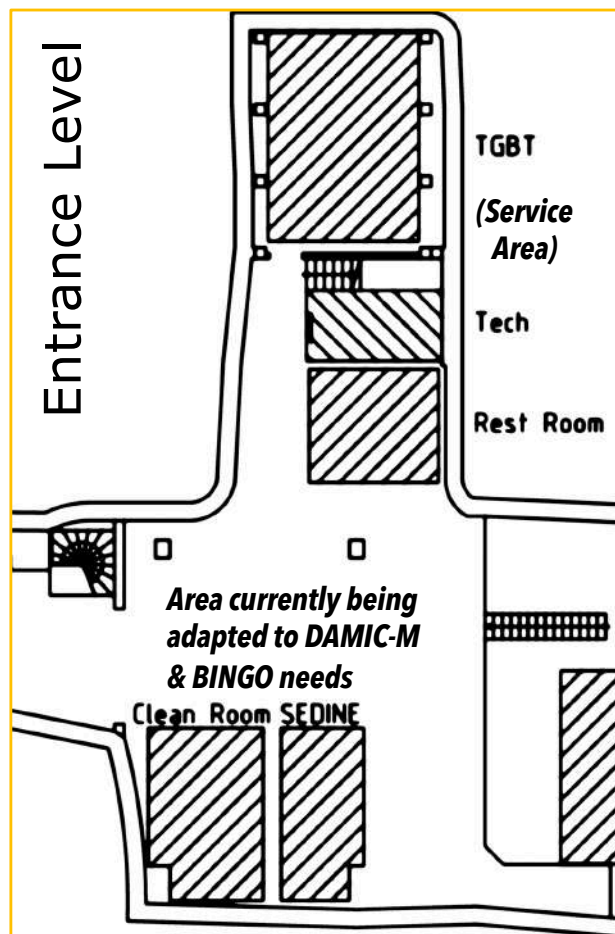 Entrance Level
TGBT
(Service
Area)
Tech
Rest Room
Area currently being
adapted to DAMIC-M
& BINGO needs
Clean Room SEDINE